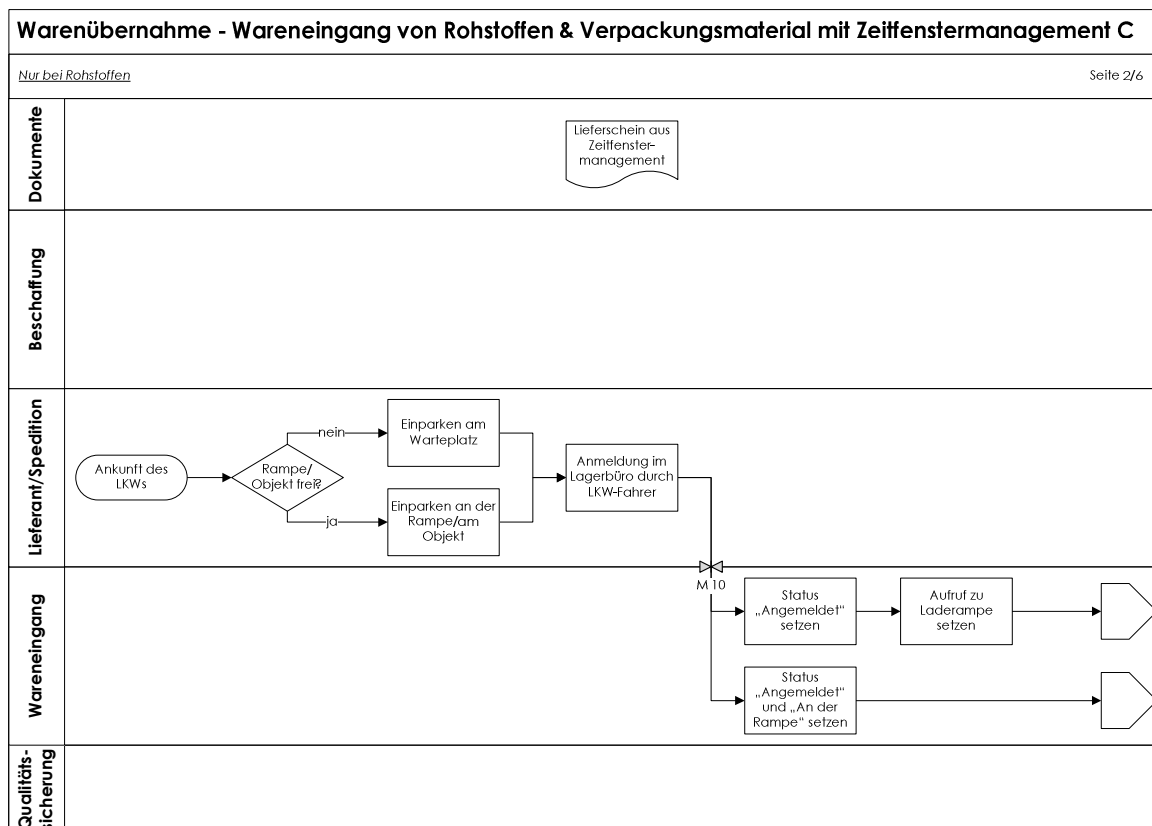 Warenübernahme - Wareneingang von Rohstoffen & Verpackungsmaterial mit Zeitfenstermanagement C
Nur bei Rohstoffen
Seite 2/6
Dokumente
Lieferschein aus
Zeitfenster-
management
Beschaffung
Lieferant/Spedition
Ankunft des
LKWs
Rampe/
Objekt frei?
nein
ja
Einparken am
Warteplatz
Einparken an der
Rampe/am
Objekt
Anmeldung im
Lagerbüro durch
LKW-Fahrer
M 10
Wareneingang
Status
„Angemeldet“
setzen
Aufruf zu
Laderampe
setzen
Status
„Angemeldet“
und „An der
Rampe“ setzen
Qualitäts-
sicherung